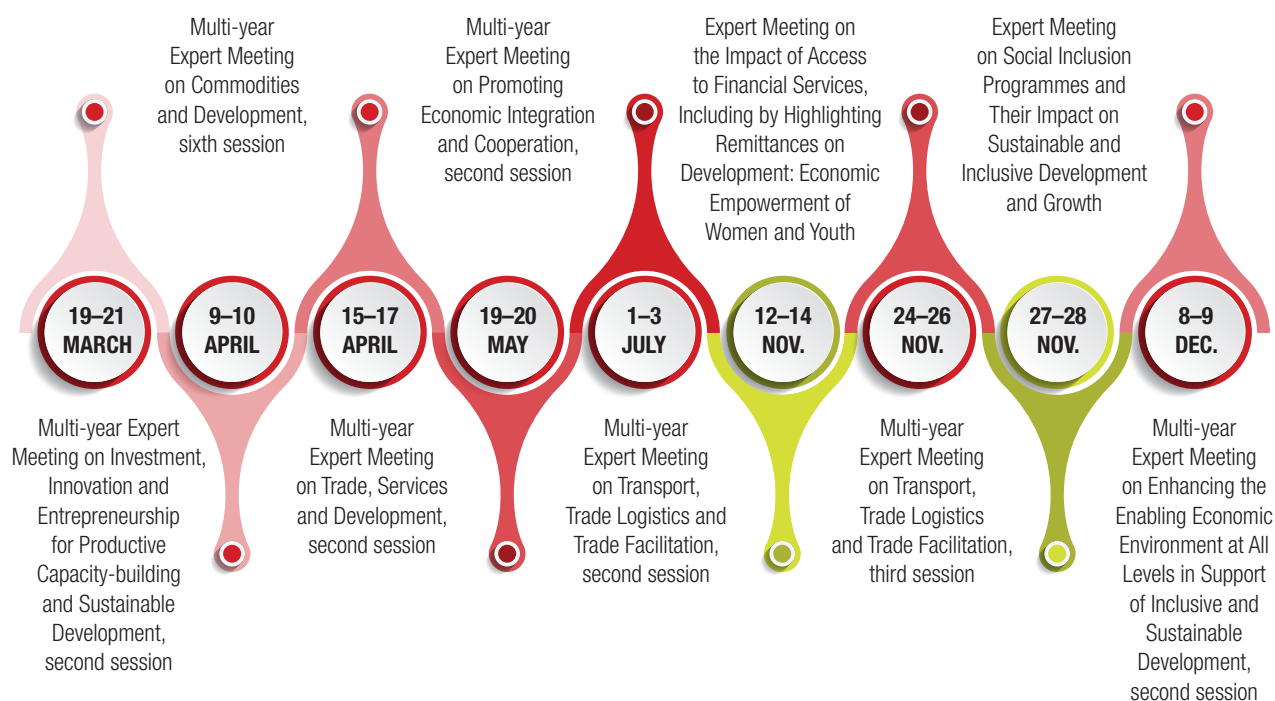 Multi-year
Expert Meeting
on Commodities
and Development,
sixth session
Multi-year
Expert Meeting
on Promoting
Economic Integration
and Cooperation,
second session
Expert Meeting on
the Impact of Access
to Financial Services,
Including by Highlighting
Remittances on
Development: Economic
Empowerment of
Women and Youth
Expert Meeting
on Social Inclusion
Programmes and
Their Impact on
Sustainable and
Inclusive Development
and Growth
19–21
MARCH
9–10
APRIL
15–17
APRIL
19–20
MAY
1–3
JULY
12–14
NOV.
24–26
NOV.
27–28
NOV.
8–9
DEC.
Multi-year Expert
Meeting on Investment,
Innovation and
Entrepreneurship
for Productive
Capacity-building
and Sustainable
Development,
second session
Multi-year
Expert Meeting
on Trade, Services
and Development,
second session
Multi-year
Expert Meeting
on Transport,
Trade Logistics and
Trade Facilitation,
second session
Multi-year
Expert Meeting
on Transport,
Trade Logistics
and Trade Facilitation,
third session
Multi-year
Expert Meeting
on Enhancing the
Enabling Economic
Environment at All
Levels in Support
of Inclusive and
Sustainable
Development,
second session